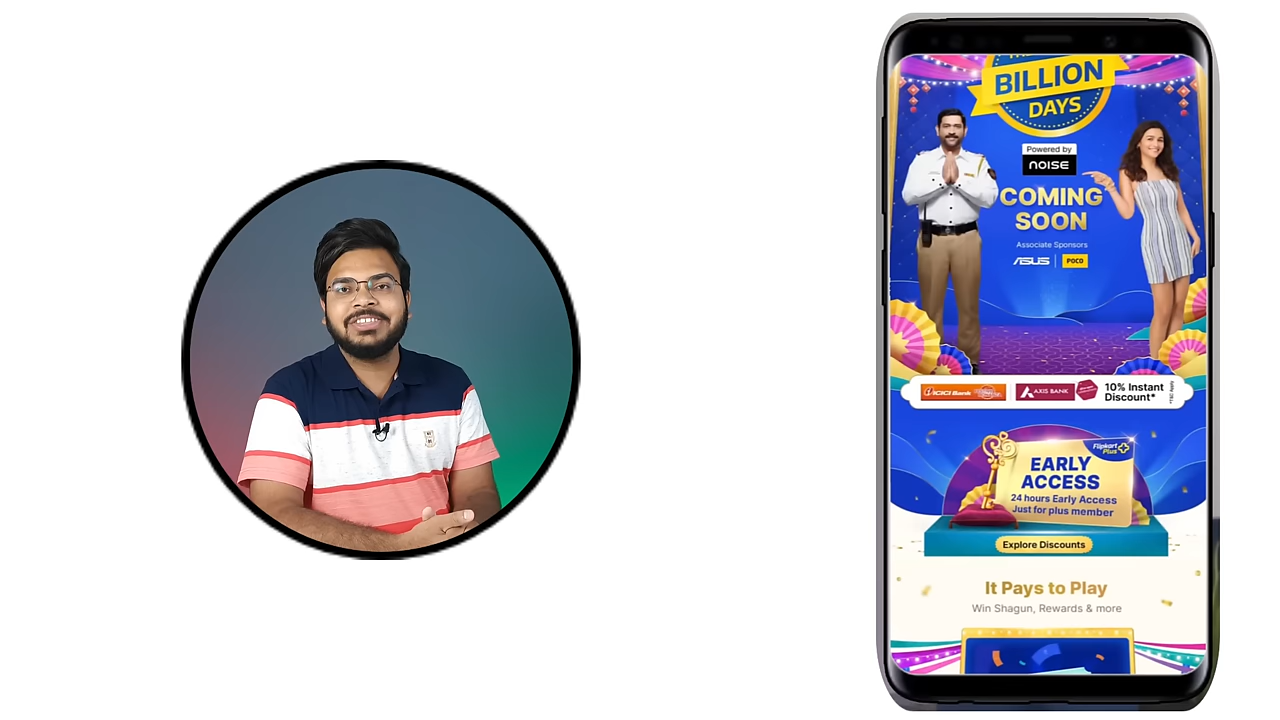 BILLION
DAYS
Powered by
noise
COMING
SOON
Associate Sponsors
ASUS
POCO
ICICI Bank
AXIS BANK
10% Instant
Discount*
*T&C Apply
Flipkart
Plus
EARLY
ACCESS
24 hours Early Access
Just for plus member
Explore Discounts
It Pays to Play
Win Shagun, Rewards & more